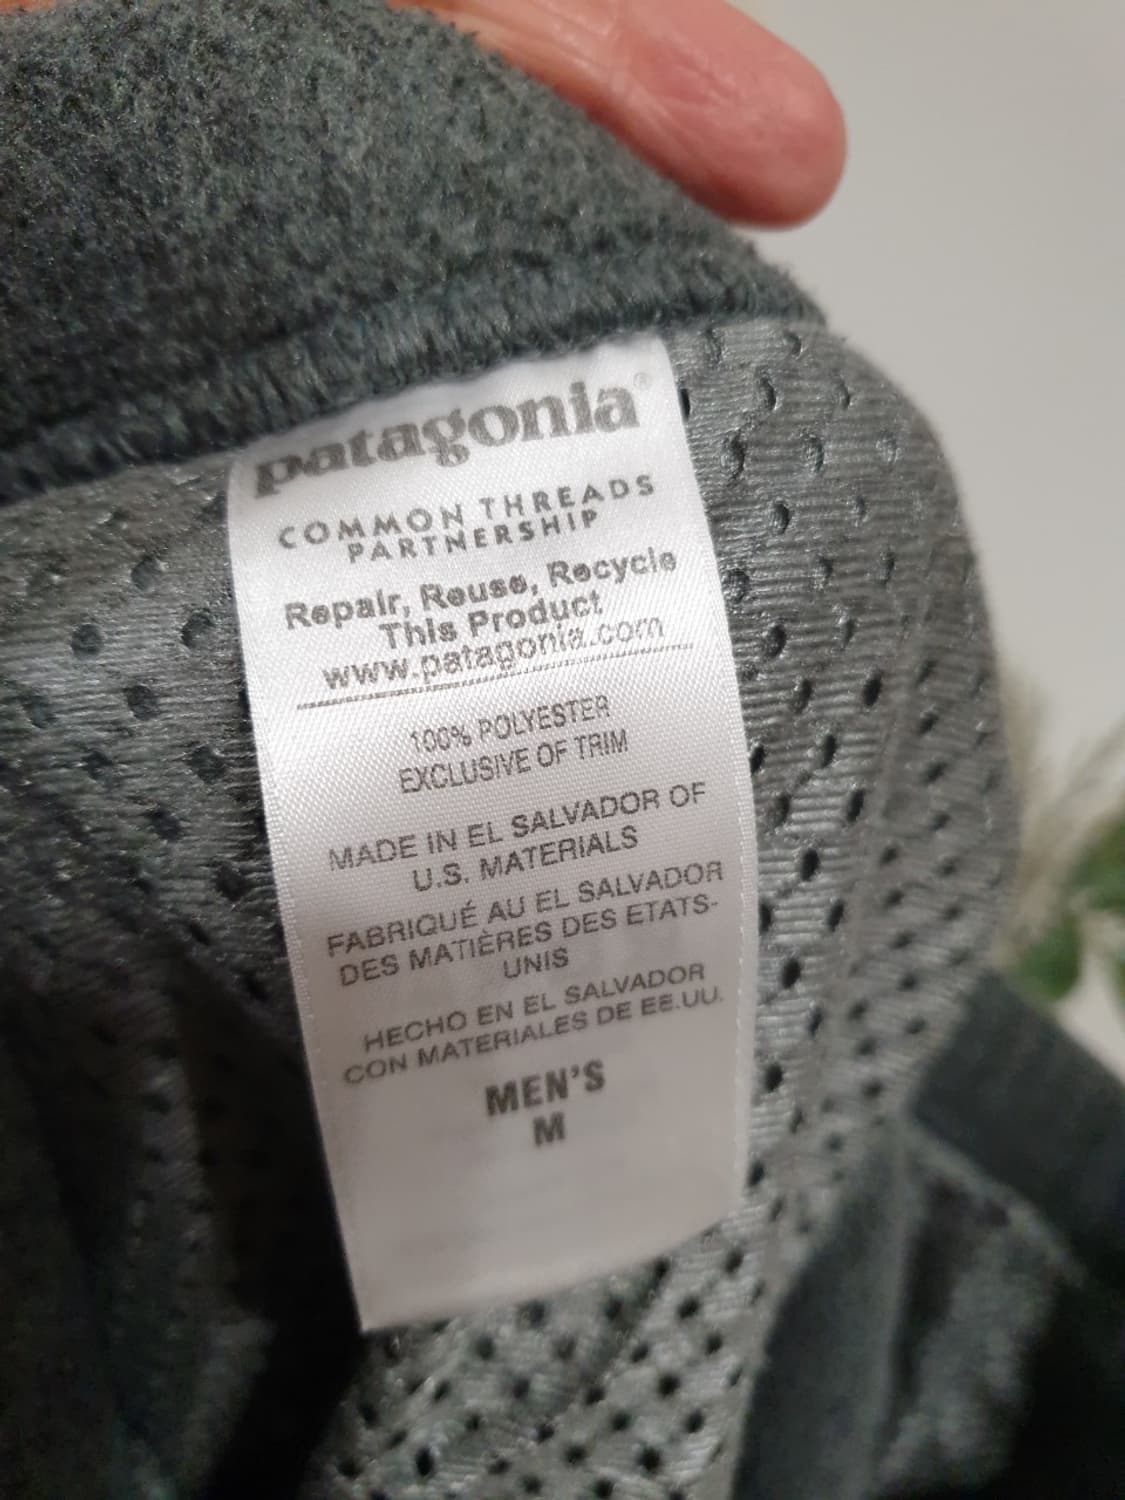 patagonia®
COMMON THREADS
PARTNERSHIP
Repair, Reuse, Recycle
This Product
www.patagonia.com
100% POLYESTER
EXCLUSIVE OF TRIM
MADE IN EL SALVADOR OF
U.S. MATERIALS
FABRIQUÉ AU EL SALVADOR
DES MATIÈRES DES ETATS-
UNIS
HECHO EN EL SALVADOR
CON MATERIALES DE EE.UU.
MEN'S
M